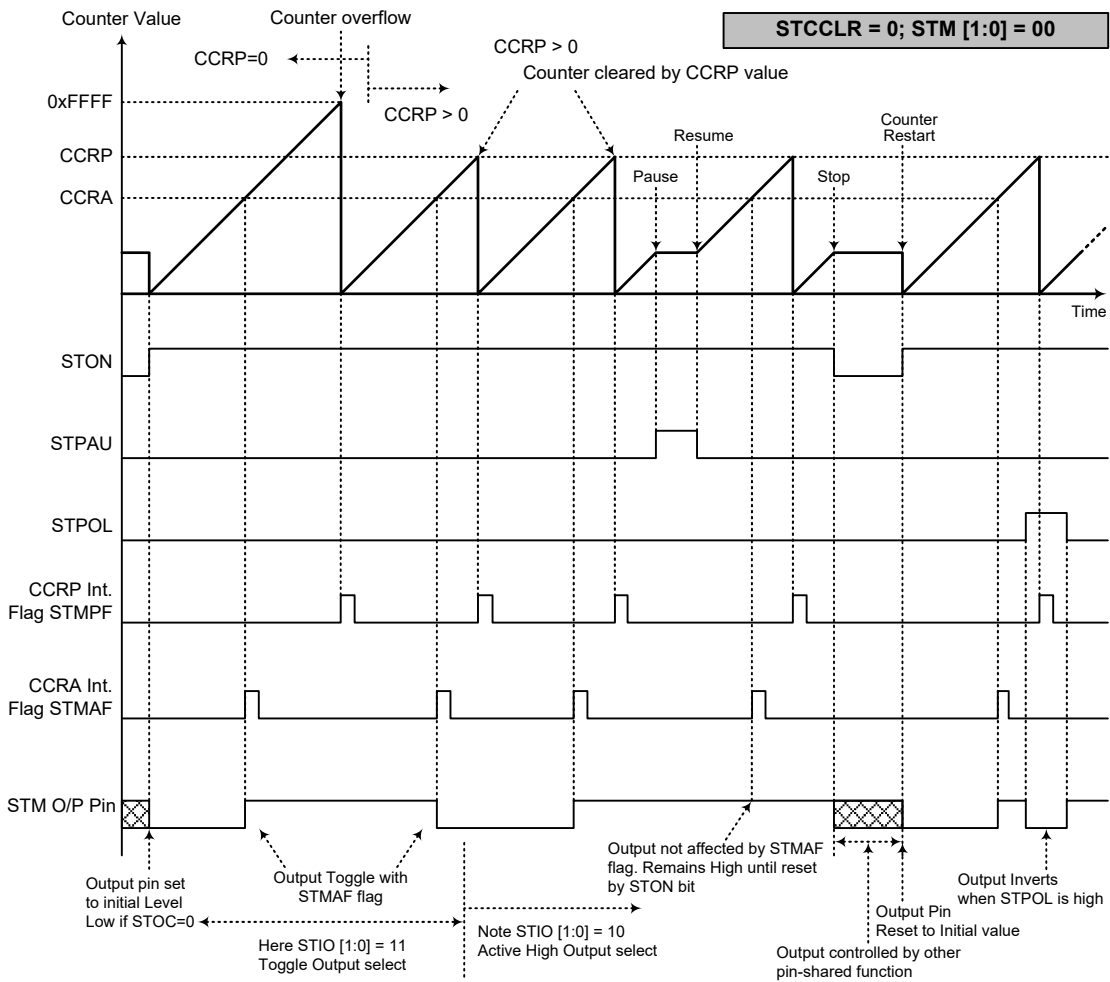 Counter Value
Counter overflow
STCCLR = 0; STM [1:0] = 00
CCRP=0
CCRP > 0
CCRP > 0
Counter cleared by CCRP value
0xFFFF
CCRP
CCRA
Pause
Resume
Stop
Counter
Restart
Time
STON
STPAU
STPOL
CCRP Int.
Flag STMPF
CCRA Int.
Flag STMAF
STM O/P Pin
Output pin set
to initial Level
Low if STOC=0
Output Toggle with
STMAF flag
Here STIO [1:0] = 11
Toggle Output select
Note STIO [1:0] = 10
Active High Output select
Output not affected by STMAF
flag. Remains High until reset
by STON bit
Output controlled by other
pin-shared function
Output Pin
Reset to Initial value
Output Inverts
when STPOL is high